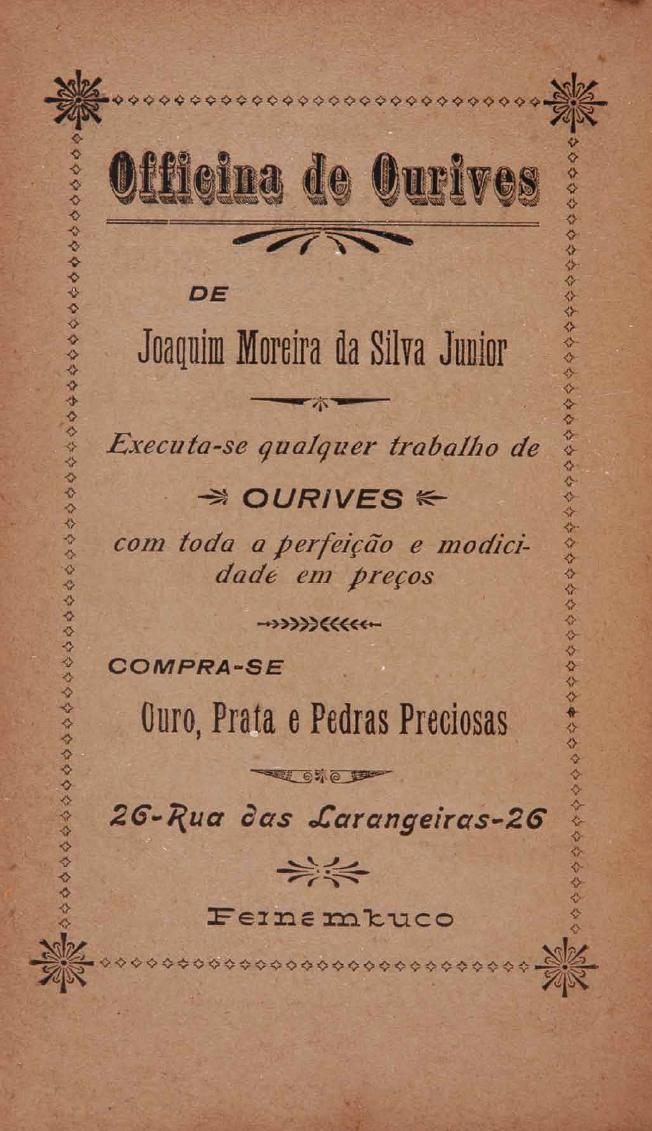 Officina de Ourives
DE
Joaquim Moreira da Silva Junior
Executa-se qualquer trabalho de
OURIVES
com toda a perfeição e modici-
dade em preços
COMPRA-SE
Ouro, Prata e Pedras Preciosas
26-Rua das Larangeiras-26
Pernambuco